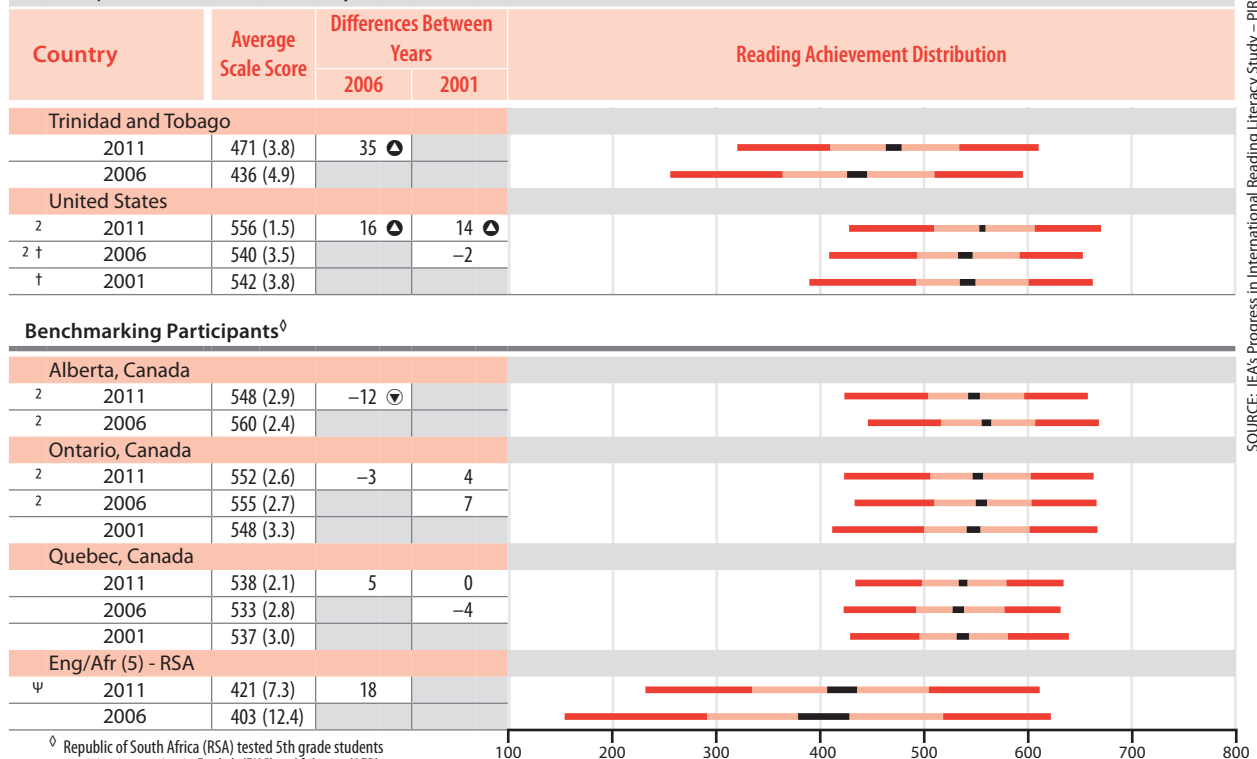 Country
Average Scale Score
Differences Between Years
2006
2001
Reading Achievement Distribution
Trinidad and Tobago
2011 471 (3.8) 35
2006 436 (4.9)
United States
2 2011 556 (1.5) 16 14
2 † 2006 540 (3.5) –2
† 2001 542 (3.8)
Benchmarking Participants◊
Alberta, Canada
2 2011 548 (2.9) –12
2 2006 560 (2.4)
Ontario, Canada
2 2011 552 (2.6) –3 4
2 2006 555 (2.7) 7
2001 548 (3.3)
Quebec, Canada
2011 538 (2.1) 5 0
2006 533 (2.8) –4
2001 537 (3.0)
Eng/Afr (5) - RSA
Ψ 2011 421 (7.3) 18
2006 403 (12.4)
◊ Republic of South Africa (RSA) tested 5th grade students
100 200 300 400 500 600 700 800
SOURCE: IEA's Progress in International Reading Literacy Study – PIR